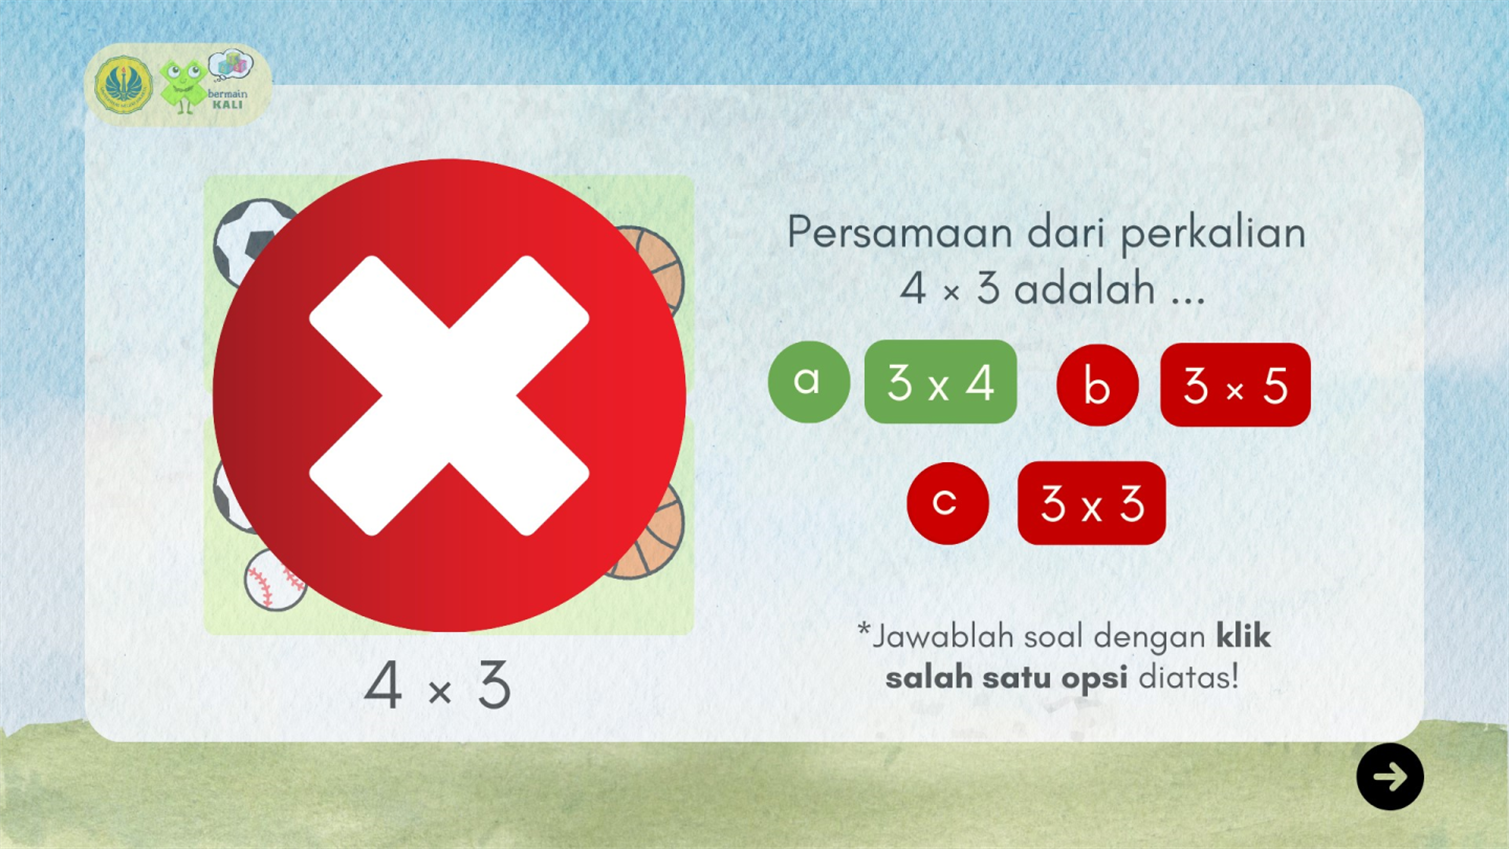 bermain
KALI
Persamaan dari perkalian
4 × 3 adalah ...
a 3 x 4 b 3 × 5
c 3 x 3
*Jawablah soal dengan klik
salah satu opsi diatas!
4 × 3